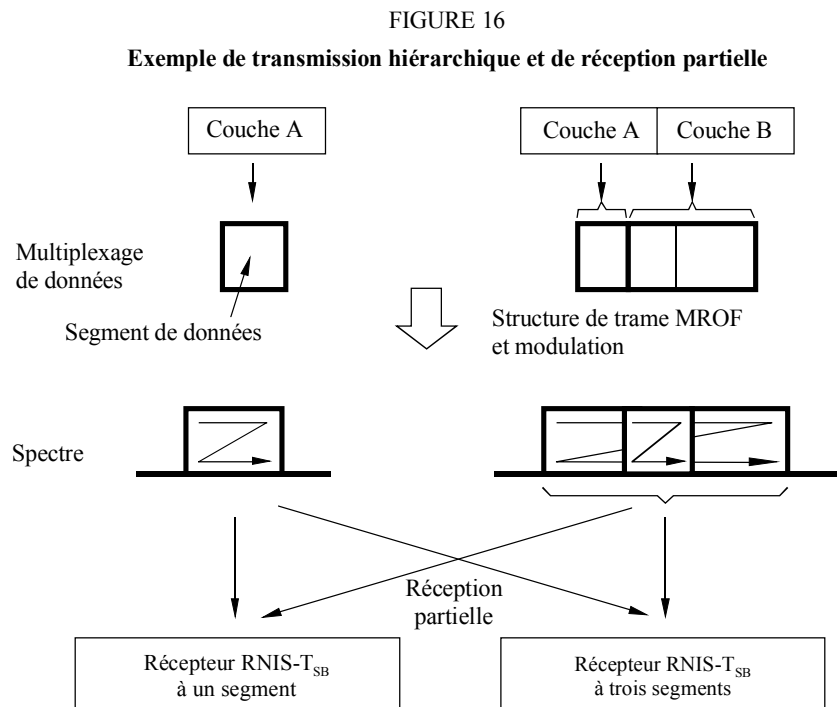 FIGURE 16
Exemple de transmission hiérarchique et de réception partielle
Couche A
Couche A
Couche B
Multiplexage
de données
Segment de données
Structure de trame MROF
et modulation
Spectre
Réception
partielle
Récepteur RNIS-TSB
à un segment
Récepteur RNIS-TSB
à trois segments